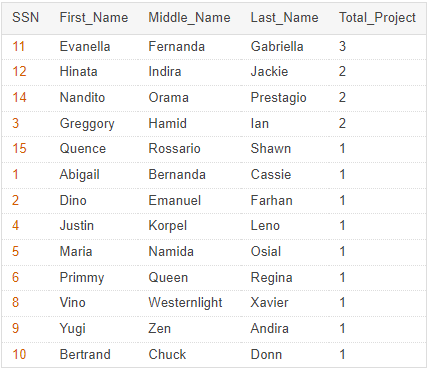 SSN First_Name Middle_Name Last_Name Total_Project
11 Evanella Fernanda Gabriella 3
12 Hinata Indira Jackie 2
14 Nandito Orama Prestagio 2
3 Greggory Hamid Ian 2
15 Quence Rossario Shawn 1
1 Abigail Bernanda Cassie 1
2 Dino Emanuel Farhan 1
4 Justin Korpel Leno 1
5 Maria Namida Osial 1
6 Primmy Queen Regina 1
8 Vino Westernlight Xavier 1
9 Yugi Zen Andira 1
10 Bertrand Chuck Donn 1